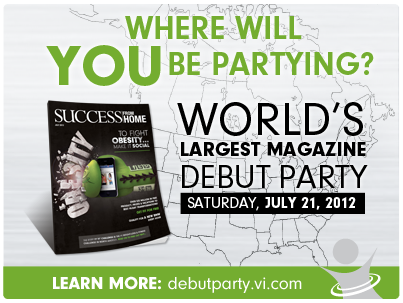 WHERE WILL
YOU BE PARTYING?
SUCCESS FROM HOME
TO FIGHT
OBESITY...
MAKE IT SOCIAL
OBESITY
WORLD'S
LARGEST MAGAZINE
DEBUT PARTY
SATURDAY, JULY 21, 2012
LEARN MORE: debutparty.vi.com